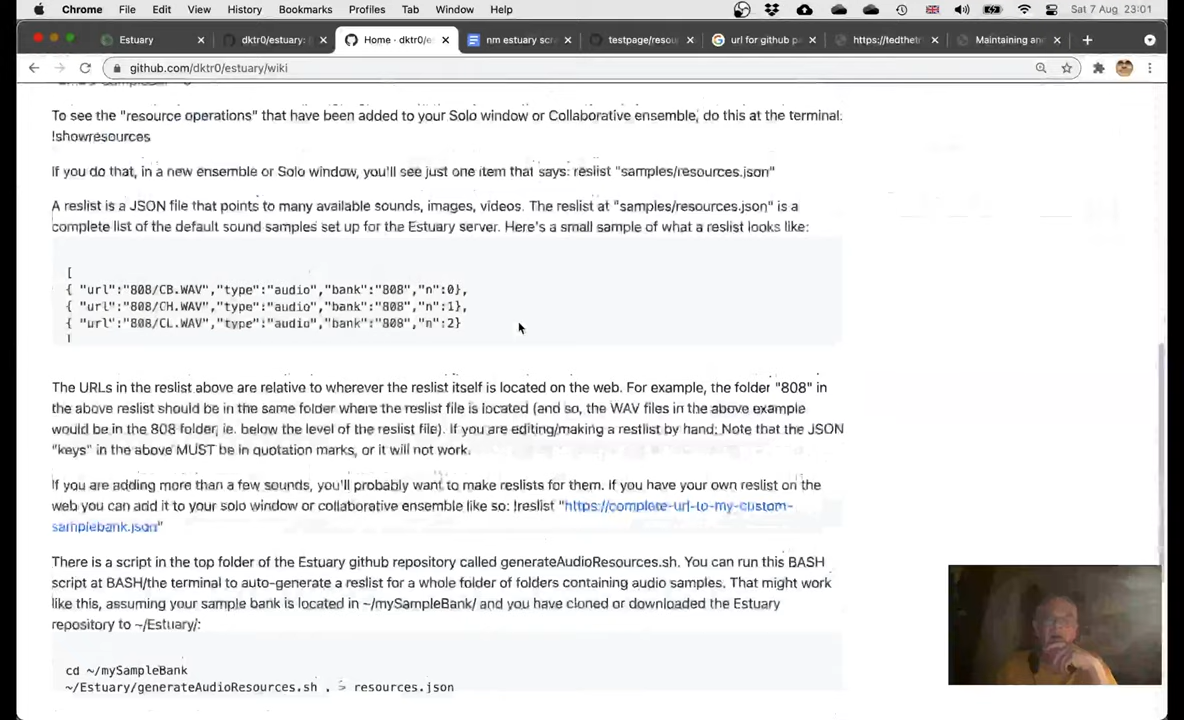 Chrome File Edit View History Bookmarks Profiles Tab Window Help Sat 7 Aug 23:01
Estuary dktr0/estuary: Home · dktr0/e nm estuary scr testpage/resou url for github pa https://tedthetr Maintaining an
github.com/dktr0/estuary/wiki
To see the "resource operations" that have been added to your Solo window or Collaborative ensemble, do this at the terminal:
!showresources
If you do that, in a new ensemble or Solo window, you'll see just one item that says: reslist "samples/resources.json"
A reslist is a JSON file that points to many available sounds, images, videos. The reslist at "samples/resources.json" is a
complete list of the default sound samples set up for the Estuary server. Here's a small sample of what a reslist looks like:
[
{ "url":"808/CB.WAV","type":"audio","bank":"808","n":0},
{ "url":"808/CH.WAV","type":"audio","bank":"808","n":1},
{ "url":"808/CL.WAV","type":"audio","bank":"808","n":2}
]
The URLs in the reslist above are relative to wherever the reslist itself is located on the web. For example, the folder "808" in
the above reslist should be in the same folder where the reslist file is located (and so, the WAV files in the above example
would be in the 808 folder, ie. below the level of the reslist file). If you are editing/making a restlist by hand: Note that the JSON
"keys" in the above MUST be in quotation marks, or it will not work.
If you are adding more than a few sounds, you'll probably want to make reslists for them. If you have your own reslist on the
web you can add it to your solo window or collaborative ensemble like so: !reslist "https://complete-url-to-my-custom-
samplebank.json"
There is a script in the top folder of the Estuary github repository called generateAudioResources.sh. You can run this BASH
script at BASH/the terminal to auto-generate a reslist for a whole folder of folders containing audio samples. That might work
like this, assuming your sample bank is located in ~/mySampleBank/ and you have cloned or downloaded the Estuary
repository to ~/Estuary/:
cd ~/mySampleBank
~/Estuary/generateAudioResources.sh . > resources.json